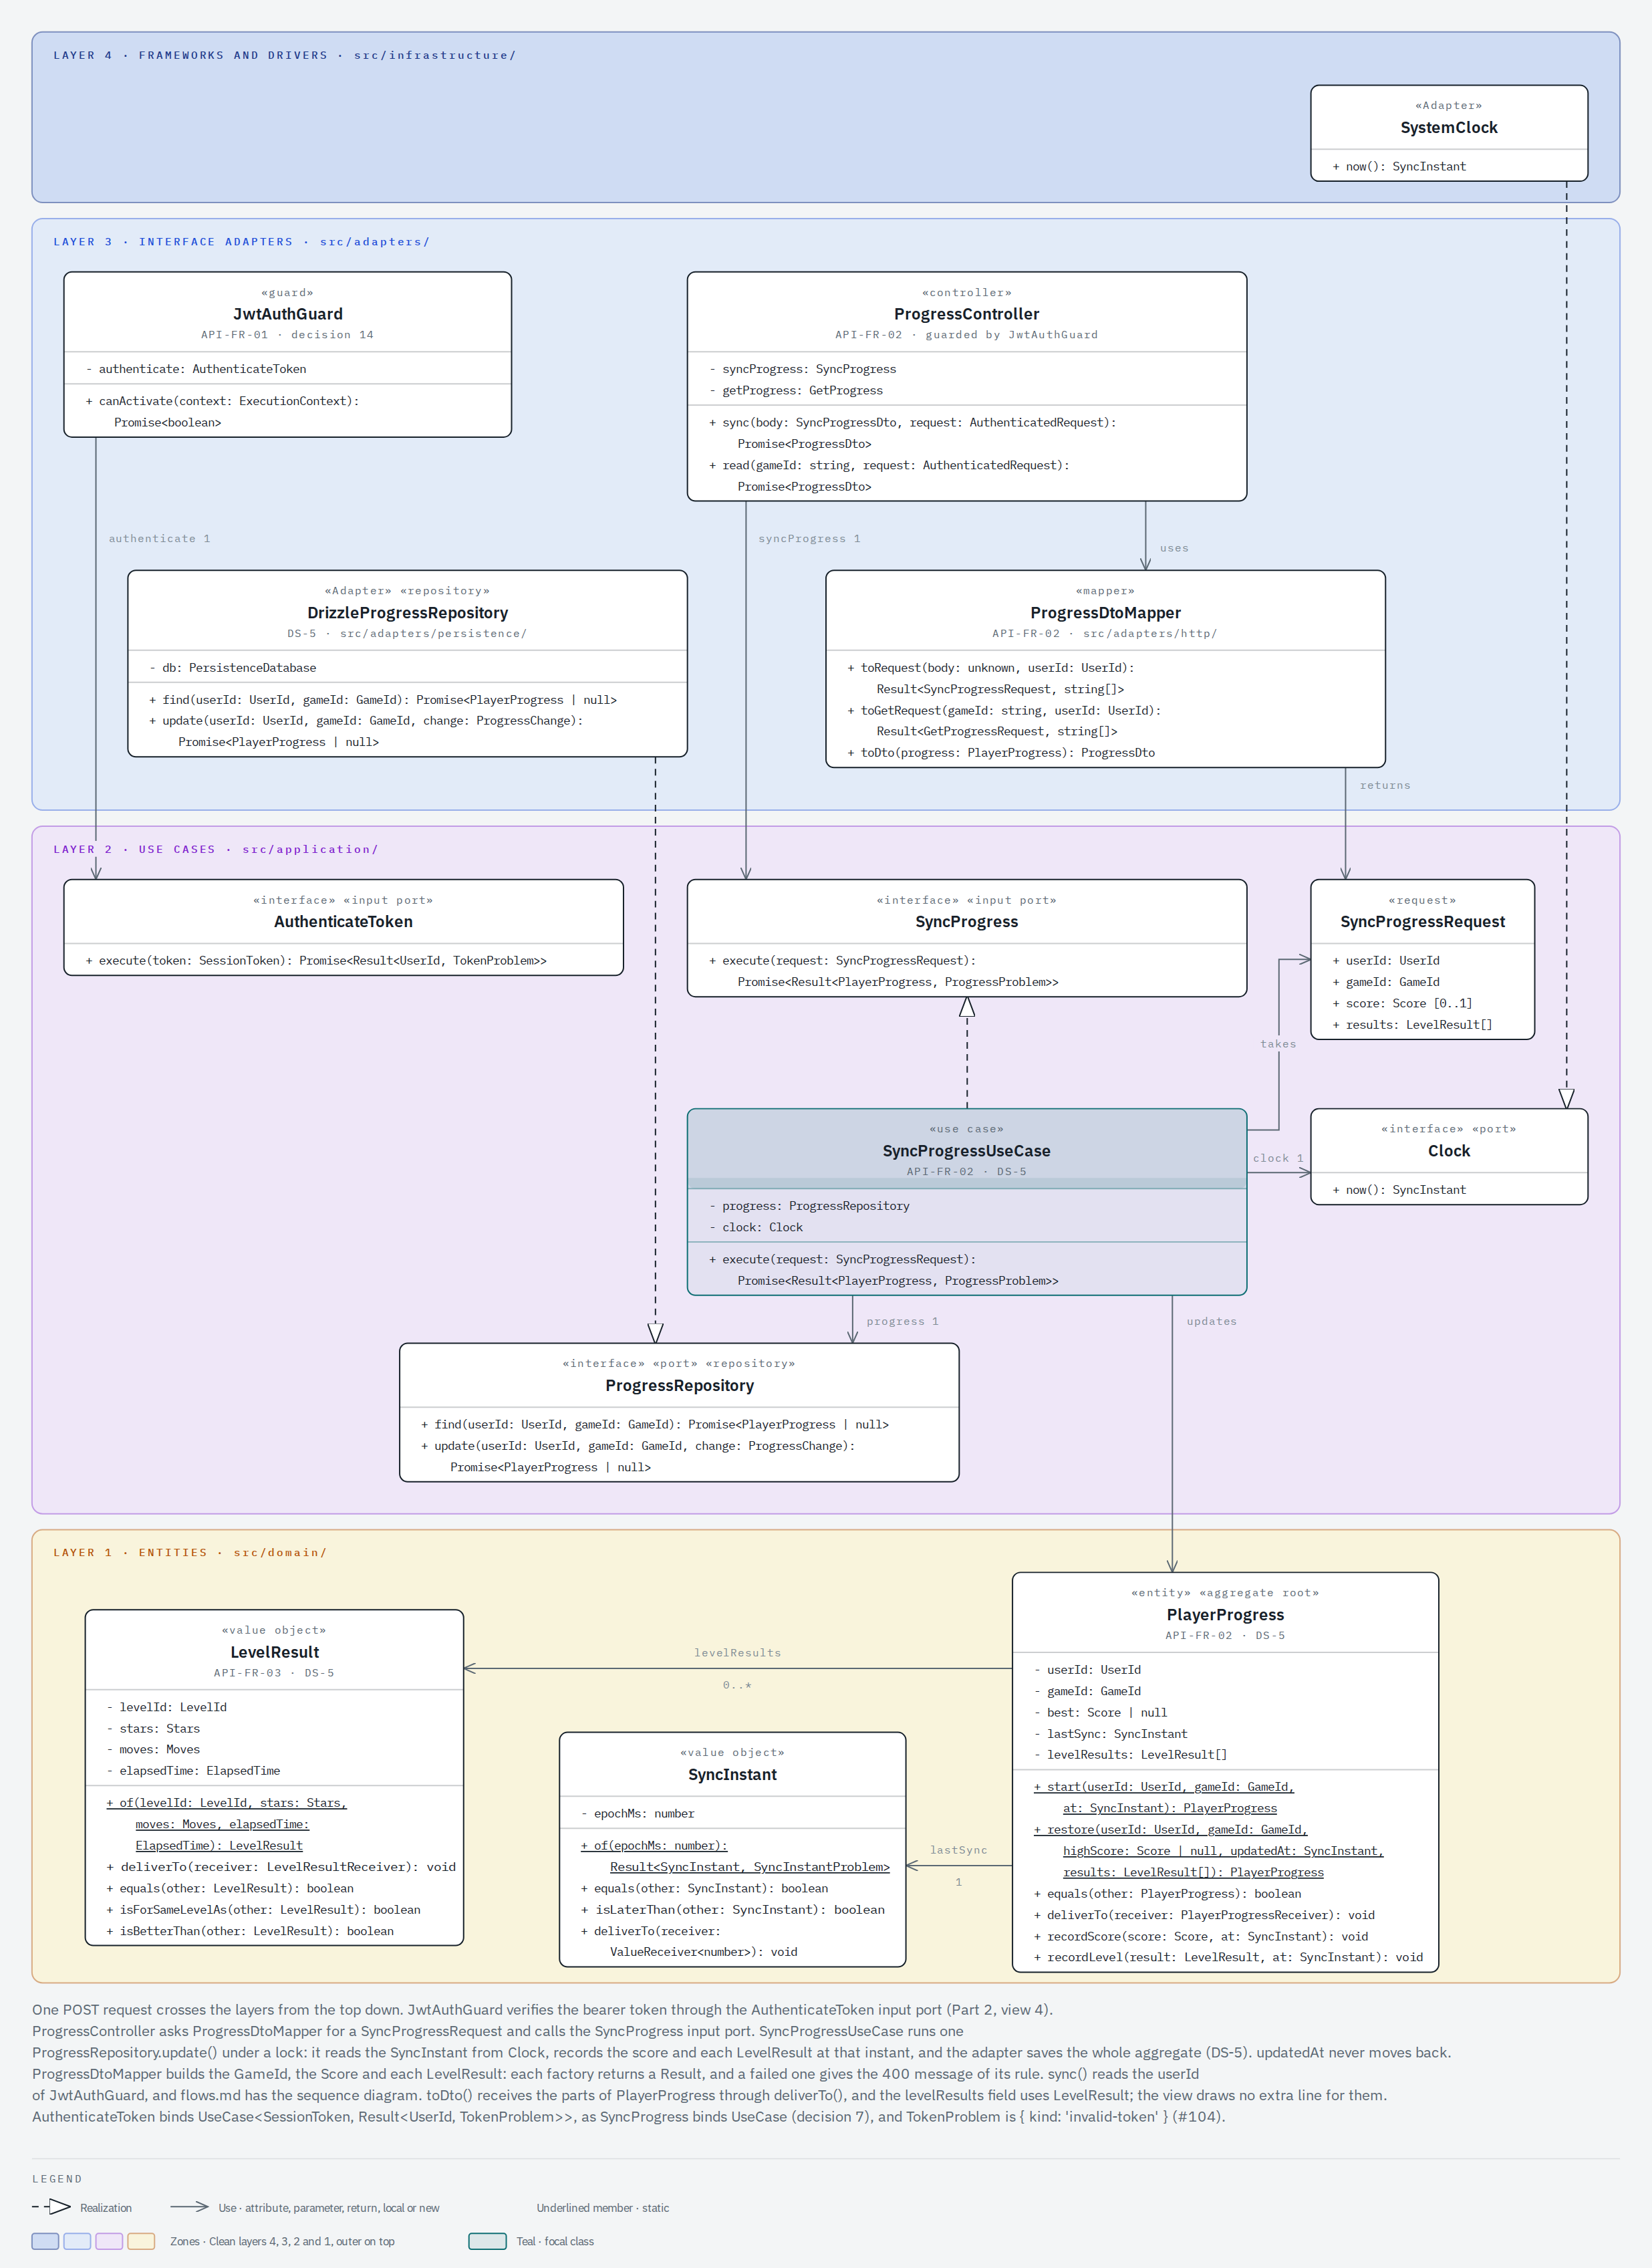 LAYER 4 · FRAMEWORKS AND DRIVERS · src/infrastructure/
«Adapter»
SystemClock
+ now(): SyncInstant
LAYER 3 · INTERFACE ADAPTERS · src/adapters/
«guard»
JwtAuthGuard
API-FR-01 · decision 14
- authenticate: AuthenticateToken
+ canActivate(context: ExecutionContext):
Promise<boolean>
«controller»
ProgressController
API-FR-02 · guarded by JwtAuthGuard
- syncProgress: SyncProgress
- getProgress: GetProgress
+ sync(body: SyncProgressDto, request: AuthenticatedRequest):
Promise<ProgressDto>
+ read(gameId: string, request: AuthenticatedRequest):
Promise<ProgressDto>
authenticate 1
syncProgress 1
uses
«Adapter» «repository»
DrizzleProgressRepository
DS-5 · src/adapters/persistence/
- db: PersistenceDatabase
+ find(userId: UserId, gameId: GameId): Promise<PlayerProgress | null>
+ update(userId: UserId, gameId: GameId, change: ProgressChange):
Promise<PlayerProgress | null>
«mapper»
ProgressDtoMapper
API-FR-02 · src/adapters/http/
+ toRequest(body: unknown, userId: UserId):
Result<SyncProgressRequest, string[]>
+ toGetRequest(gameId: string, userId: UserId):
Result<GetProgressRequest, string[]>
+ toDto(progress: PlayerProgress): ProgressDto
returns
LAYER 2 · USE CASES · src/application/
«interface» «input port»
AuthenticateToken
+ execute(token: SessionToken): Promise<Result<UserId, TokenProblem>>
«interface» «input port»
SyncProgress
+ execute(request: SyncProgressRequest):
Promise<Result<PlayerProgress, ProgressProblem>>
«request»
SyncProgressRequest
+ userId: UserId
+ gameId: GameId
+ score: Score [0..1]
+ results: LevelResult[]
takes
«use case»
SyncProgressUseCase
API-FR-02 · DS-5
- progress: ProgressRepository
- clock: Clock
+ execute(request: SyncProgressRequest):
Promise<Result<PlayerProgress, ProgressProblem>>
clock 1
«interface» «port»
Clock
+ now(): SyncInstant
progress 1
updates
«interface» «port» «repository»
ProgressRepository
+ find(userId: UserId, gameId: GameId): Promise<PlayerProgress | null>
+ update(userId: UserId, gameId: GameId, change: ProgressChange):
Promise<PlayerProgress | null>
LAYER 1 · ENTITIES · src/domain/
«value object»
LevelResult
API-FR-03 · DS-5
- levelId: LevelId
- stars: Stars
- moves: Moves
- elapsedTime: ElapsedTime
+ of(levelId: LevelId, stars: Stars,
moves: Moves, elapsedTime:
ElapsedTime): LevelResult
+ deliverTo(receiver: LevelResultReceiver): void
+ equals(other: LevelResult): boolean
+ isForSameLevelAs(other: LevelResult): boolean
+ isBetterThan(other: LevelResult): boolean
levelResults
0..*
«value object»
SyncInstant
- epochMs: number
+ of(epochMs: number):
Result<SyncInstant, SyncInstantProblem>
+ equals(other: SyncInstant): boolean
+ isLaterThan(other: SyncInstant): boolean
+ deliverTo(receiver:
ValueReceiver<number>): void
lastSync
1
«entity» «aggregate root»
PlayerProgress
API-FR-02 · DS-5
- userId: UserId
- gameId: GameId
- best: Score | null
- lastSync: SyncInstant
- levelResults: LevelResult[]
+ start(userId: UserId, gameId: GameId,
at: SyncInstant): PlayerProgress
+ restore(userId: UserId, gameId: GameId,
highScore: Score | null, updatedAt: SyncInstant,
results: LevelResult[]): PlayerProgress
+ equals(other: PlayerProgress): boolean
+ deliverTo(receiver: PlayerProgressReceiver): void
+ recordScore(score: Score, at: SyncInstant): void
+ recordLevel(result: LevelResult, at: SyncInstant): void
One POST request crosses the layers from the top down. JwtAuthGuard verifies the bearer token through the AuthenticateToken input port (Part 2, view 4).
ProgressController asks ProgressDtoMapper for a SyncProgressRequest and calls the SyncProgress input port. SyncProgressUseCase runs one
ProgressRepository.update() under a lock: it reads the SyncInstant from Clock, records the score and each LevelResult at that instant, and the adapter saves the whole aggregate (DS-5). updatedAt never moves back.
ProgressDtoMapper builds the GameId, the Score and each LevelResult: each factory returns a Result, and a failed one gives the 400 message of its rule. sync() reads the userId
of JwtAuthGuard, and flows.md has the sequence diagram. toDto() receives the parts of PlayerProgress through deliverTo(), and the levelResults field uses LevelResult; the view draws no extra line for them.
AuthenticateToken binds UseCase<SessionToken, Result<UserId, TokenProblem>>, as SyncProgress binds UseCase (decision 7), and TokenProblem is { kind: 'invalid-token' } (#104).
LEGEND
Realization
Use · attribute, parameter, return, local or new
Underlined member · static
Zones · Clean layers 4, 3, 2 and 1, outer on top
Teal · focal class